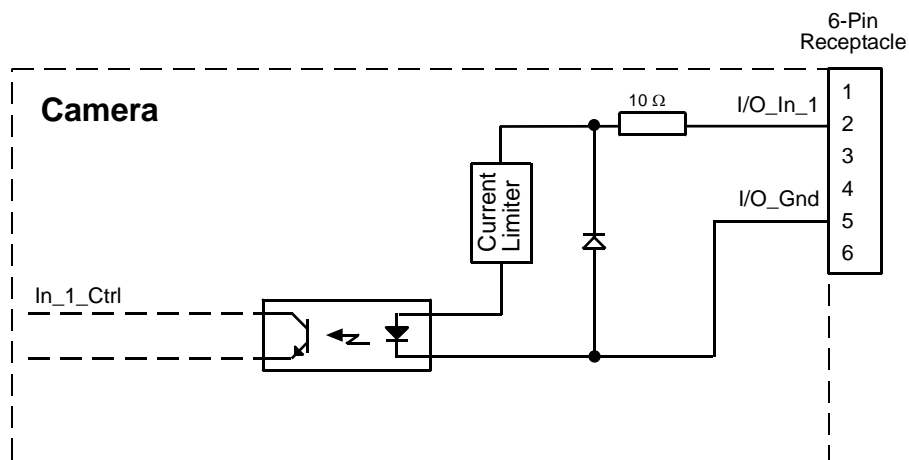 6-Pin
Receptacle
Camera
10 Ω
I/O_In_1
1
2
3
4
I/O_Gnd
5
6
Current
Limiter
In_1_Ctrl